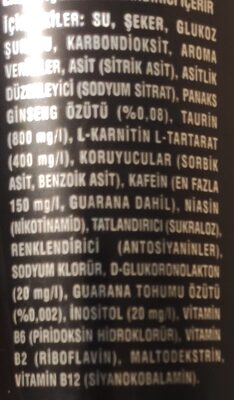 İÇERİR
İÇİNDEKİLER: SU, ŞEKER, GLUKOZ
ŞURUBU, KARBONDİOKSİT, AROMA
VERİCİLER, ASİT (SİTRİK ASİT), ASİTLİK
DÜZENLEYİCİ (SODYUM SİTRAT), PANAKS
GİNSENG ÖZÜTÜ (%0,08), TAURİN
(800 mg/l), L-KARNİTİN L-TARTARAT
(400 mg/l), KORUYUCULAR (SORBİK
ASİT, BENZOİK ASİT), KAFEİN (EN FAZLA
150 mg/l, GUARANA DAHİL), NİASİN
(NİKOTİNAMİD), TATLANDIRICI (SUKRALOZ),
RENKLENDİRİCİ (ANTOSİYANİNLER),
SODYUM KLORÜR, D-GLUKORONOLAKTON
(20 mg/l), GUARANA TOHUMU ÖZÜTÜ
(%0,002), İNOSİTOL (20 mg/l), VİTAMİN
B6 (PİRİDOKSİN HİDROKLORÜR), VİTAMİN
B2 (RİBOFLAVİN), MALTODEKSTRİN,
VİTAMİN B12 (SİYANOKOBALAMİN).